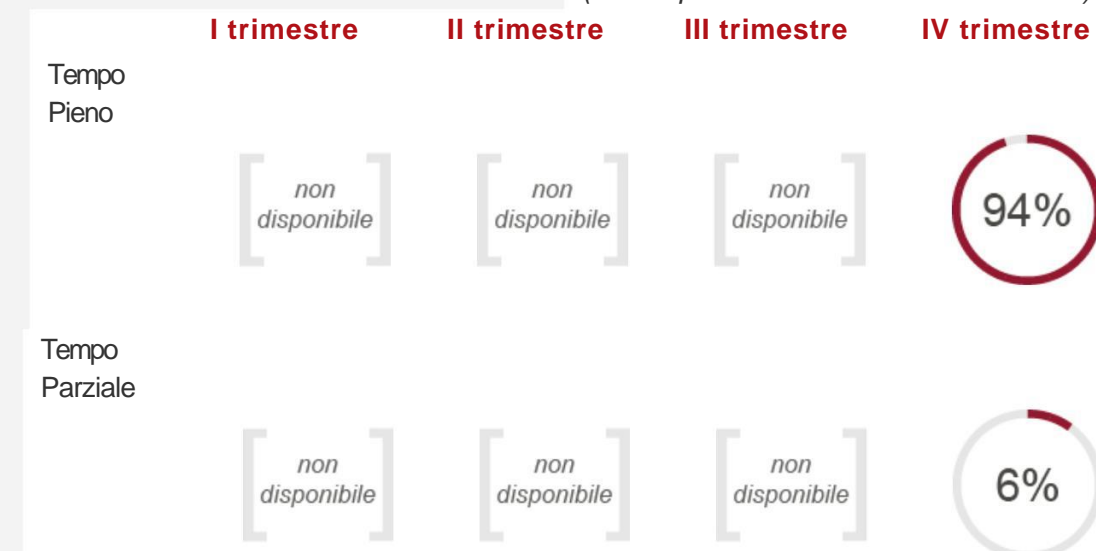 I trimestre II trimestre III trimestre IV trimestre
Tempo
Pieno
non non non
disponibile disponibile disponibile
94%
Tempo
Parziale
non non non
disponibile disponibile disponibile
6%